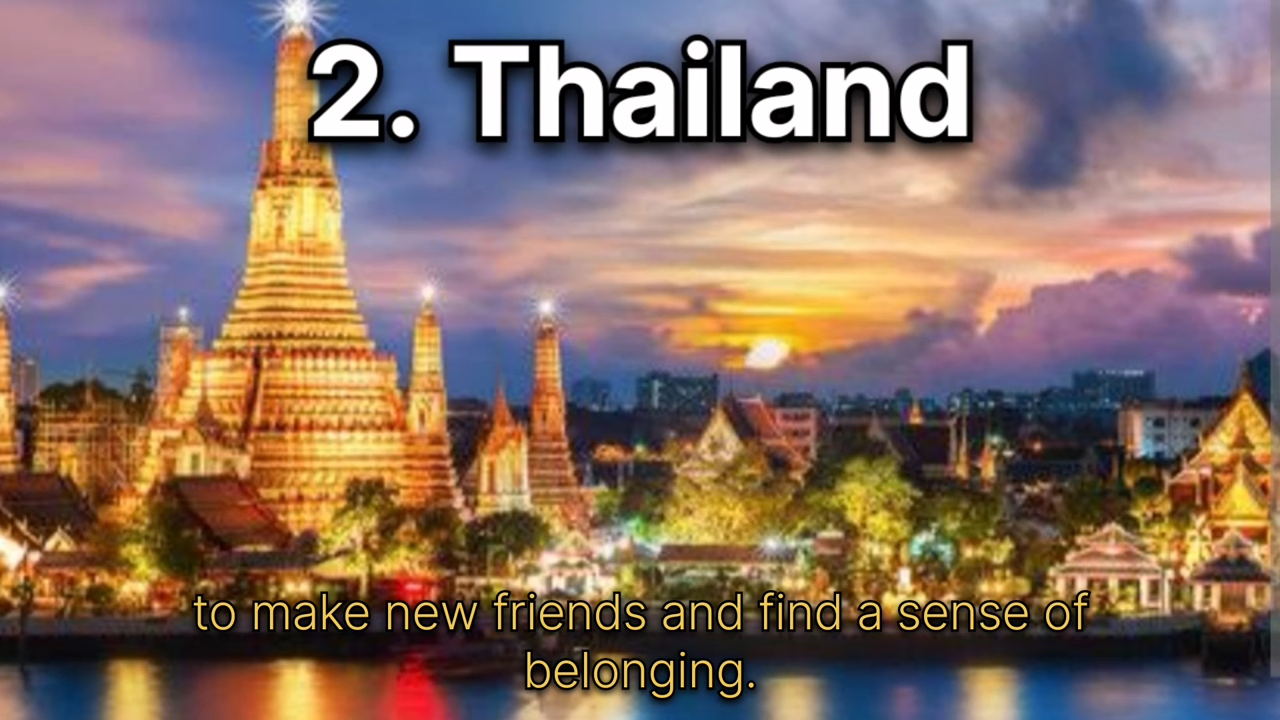 2. Thailand
to make new friends and find a sense of
belonging.